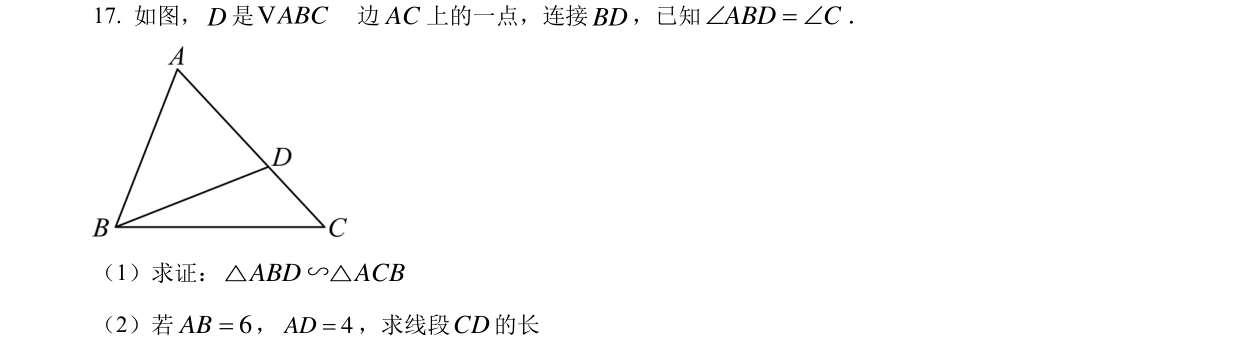 17. 如图，D是VABC 边AC上的一点，连接BD，已知∠ABD=∠C.
A
D
B
C
（1）求证：△ABD∽△ACB
（2）若AB=6，AD=4，求线段CD的长